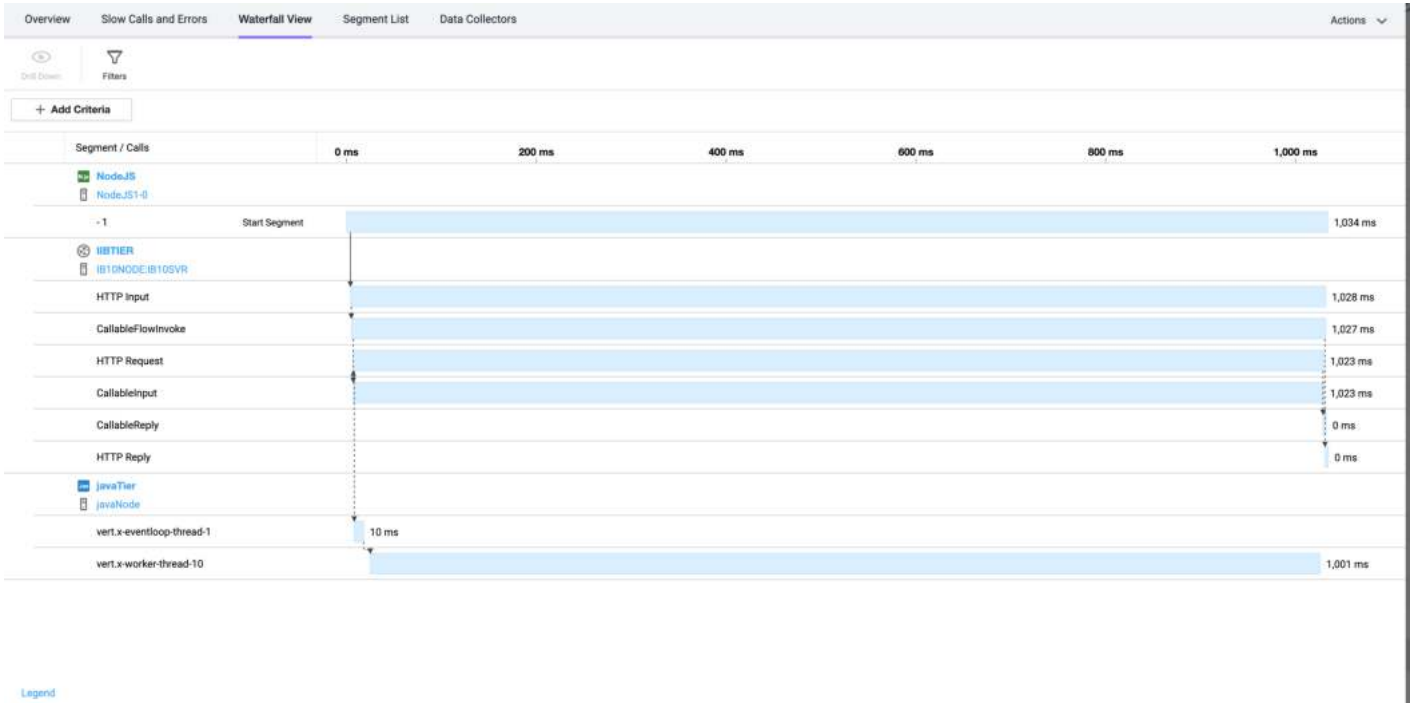 Overview Slow Calls and Errors Waterfall View Segment List Data Collectors Actions
Drill Down Filters
+ Add Criteria
Segment / Calls 0 ms 200 ms 400 ms 600 ms 800 ms 1,000 ms
NodeJS
NodeJS1-0
- 1 Start Segment 1,034 ms
IIBTIER
IB10NODE:IB10SVR
HTTP Input 1,028 ms
CallableFlowInvoke 1,027 ms
HTTP Request 1,023 ms
CallableInput 1,023 ms
CallableReply 0 ms
HTTP Reply 0 ms
javaTier
javaNode
vert.x-eventloop-thread-1 10 ms
vert.x-worker-thread-10 1,001 ms
Legend